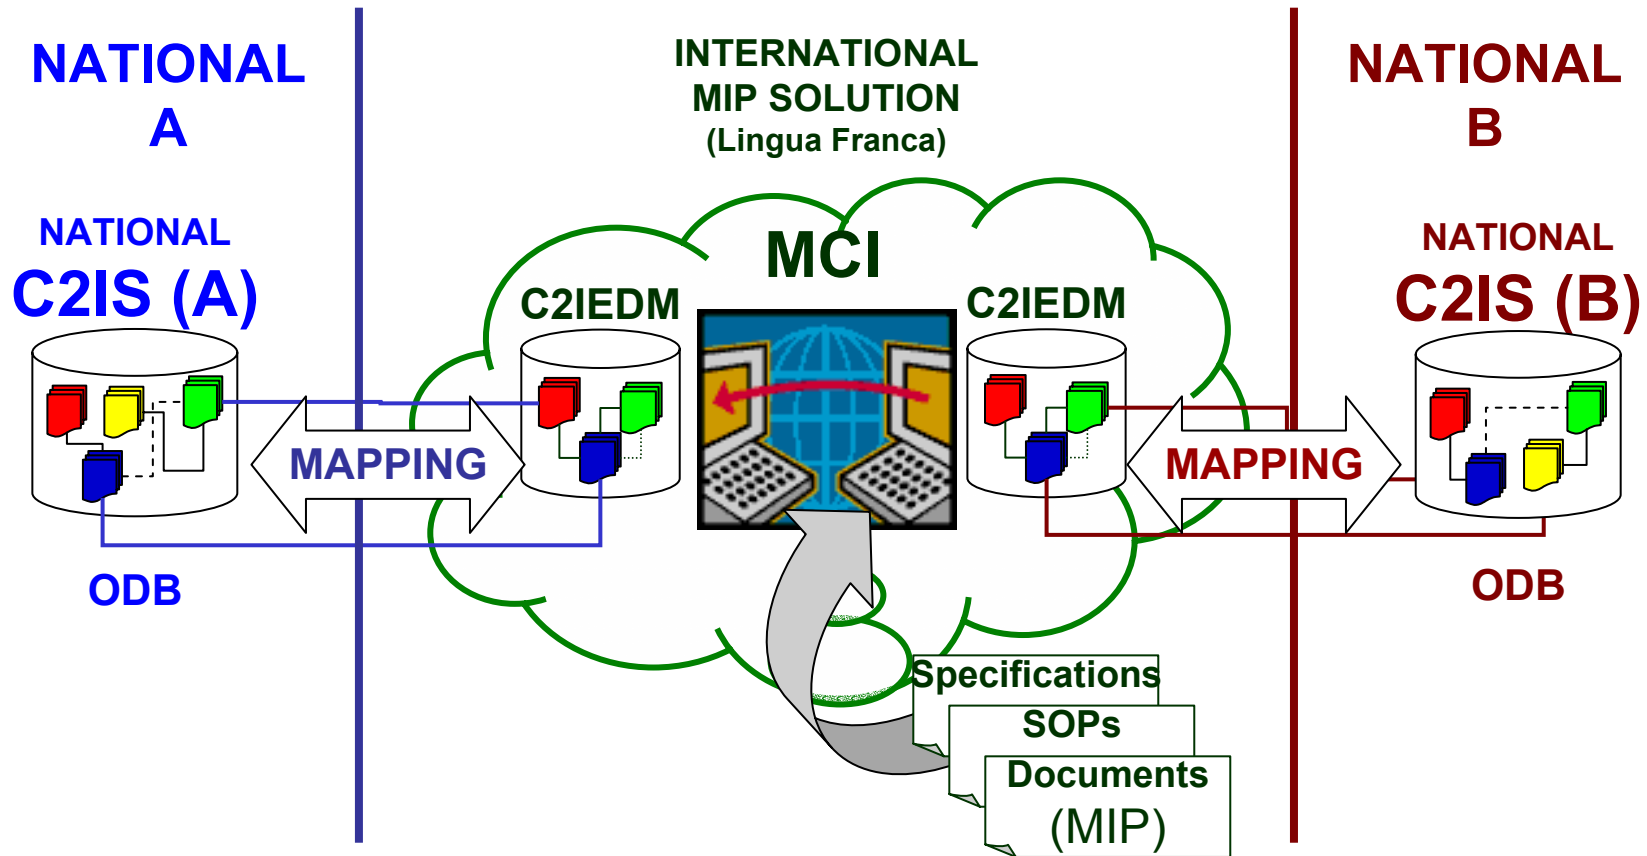 NATIONAL
A
NATIONAL
C2IS (A)
MAPPING
ODB
INTERNATIONAL
MIP SOLUTION
(Lingua Franca)
MCI
C2IEDM
C2IEDM
Specifications
SOPs
Documents
(MIP)
NATIONAL
B
NATIONAL
C2IS (B)
MAPPING
ODB